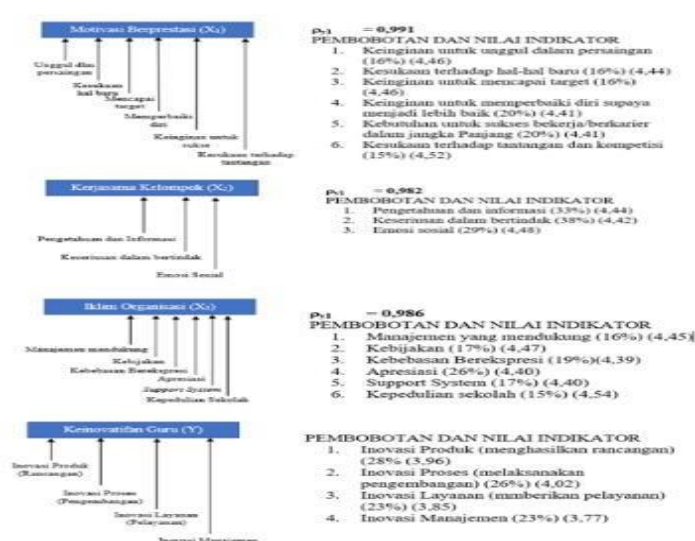 Motivasi Berprestasi (X₁)
Unggul dlm
persaingan
Kesukaan
hal baru
Mencapai
target
Memperbaiki
diri
Keinginan untuk
sukse
Kesukaan terhadap
tantangan
ρy1 = 0,991
PEMBOBOTAN DAN NILAI INDIKATOR
1. Keinginan untuk unggul dalam persaingan
(16%) (4,46)
2. Kesukaan terhadap hal-hal baru (16%) (4,44)
3. Keinginan untuk mencapai target (16%)
(4,46)
4. Keinginan untuk memperbaiki diri supaya
menjadi lebih baik (20%) (4,41)
5. Kebutuhan untuk sukses bekerja/berkarier
dalam jangka Panjang (20%) (4,41)
6. Kesukaan terhadap tantangan dan kompetisi
(15%) (4,52)
Kerjasama Kelompok (X₂)
Pengetahuan dan Informasi
Keseriusan dalam bertindak
Emosi Sosial
= 0,982
PEMBOBOTAN DAN NILAI INDIKATOR
1. Pengetahuan dan informasi (33%) (4,44)
2. Keseriusan dalam bertindak (38%) (4,42)
3. Emosi sosial (29%) (4,48)
Iklim Organisasi (X₃)
Manajemen mendukung
Kebijakan
Kebebasan Berekspresi
Apresiasi
Support System
Kepedulian Sekolah
= 0,986
PEMBOBOTAN DAN NILAI INDIKATOR
1. Manajemen yang mendukung (16%) (4,45)
2. Kebijakan (17%) (4,47)
3. Kebebasan Berekspresi (19%)(4,39)
4. Apresiasi (26%) (4,40)
5. Support System (17%) (4,40)
6. Kepedulian sekolah (15%) (4,54)
Keinovatifan Guru (Y)
Inovasi Produk
(Rancangan)
Inovasi Proses
(Pengembangan)
Inovasi Layanan
(Pelayanan)
Inovasi Manajemen
PEMBOBOTAN DAN NILAI INDIKATOR
1. Inovasi Produk (menghasilkan rancangan)
(28% (3,96)
2. Inovasi Proses (melaksanakan
pengembangan) (26%) (4,02)
3. Inovasi Layanan (mmberikan pelayanan)
(23%) (3,85)
4. Inovasi Manajemen (23%) (3,77)